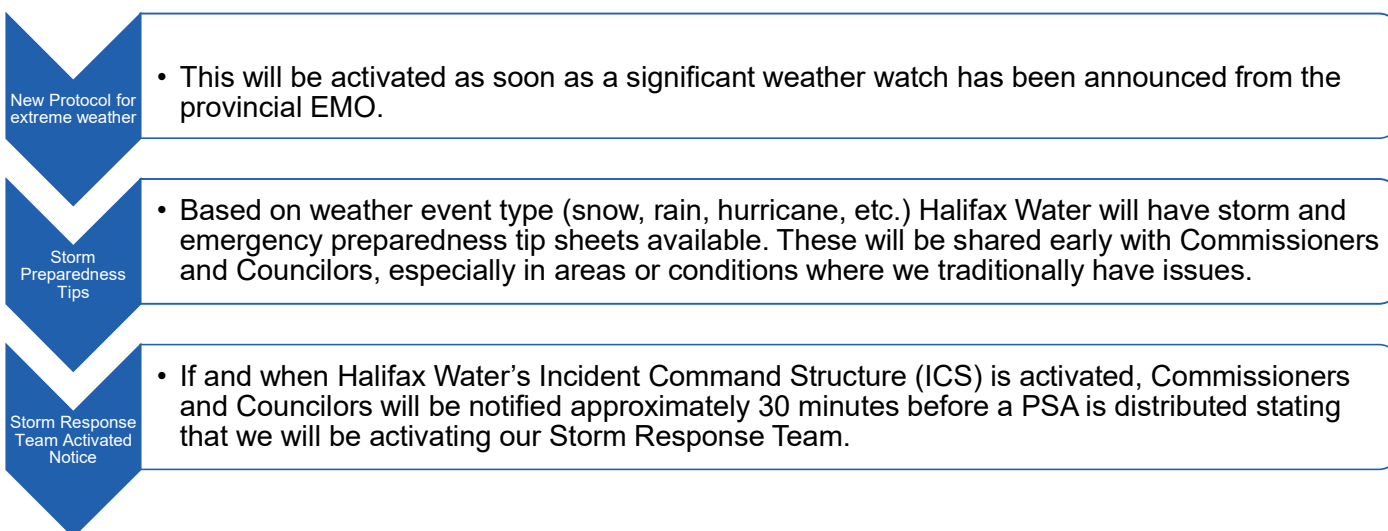 New Protocol for
extreme weather
• This will be activated as soon as a significant weather watch has been announced from the
provincial EMO.
Storm
Preparedness
Tips
• Based on weather event type (snow, rain, hurricane, etc.) Halifax Water will have storm and
emergency preparedness tip sheets available. These will be shared early with Commissioners
and Councilors, especially in areas or conditions where we traditionally have issues.
Storm Response
Team Activated
Notice
• If and when Halifax Water’s Incident Command Structure (ICS) is activated, Commissioners
and Councilors will be notified approximately 30 minutes before a PSA is distributed stating
that we will be activating our Storm Response Team.